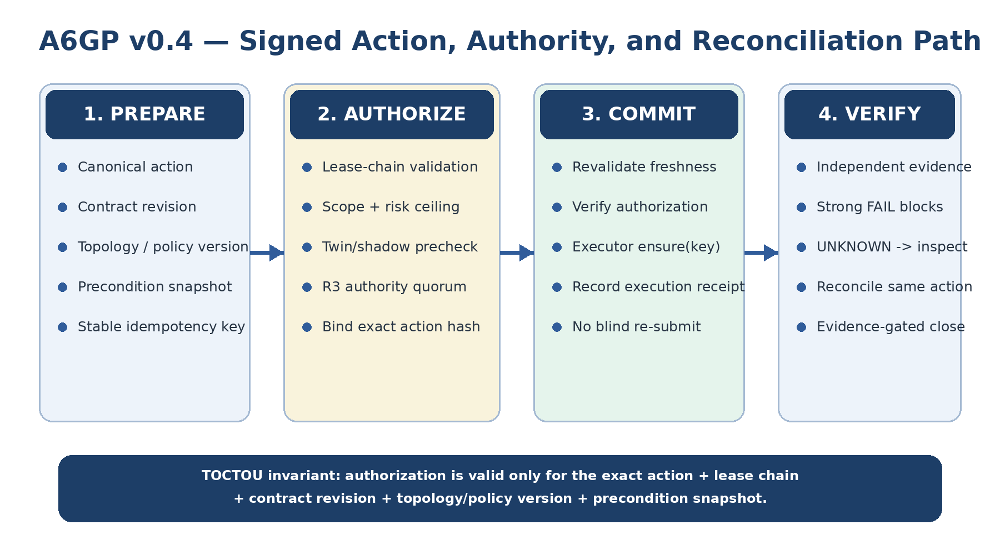 A6GP v0.4 — Signed Action, Authority, and Reconciliation Path
1. PREPARE
Canonical action
Contract revision
Topology / policy version
Precondition snapshot
Stable idempotency key
2. AUTHORIZE
Lease-chain validation
Scope + risk ceiling
Twin/shadow precheck
R3 authority quorum
Bind exact action hash
3. COMMIT
Revalidate freshness
Verify authorization
Executor ensure(key)
Record execution receipt
No blind re-submit
4. VERIFY
Independent evidence
Strong FAIL blocks
UNKNOWN -> inspect
Reconcile same action
Evidence-gated close
TOCTOU invariant: authorization is valid only for the exact action + lease chain
+ contract revision + topology/policy version + precondition snapshot.